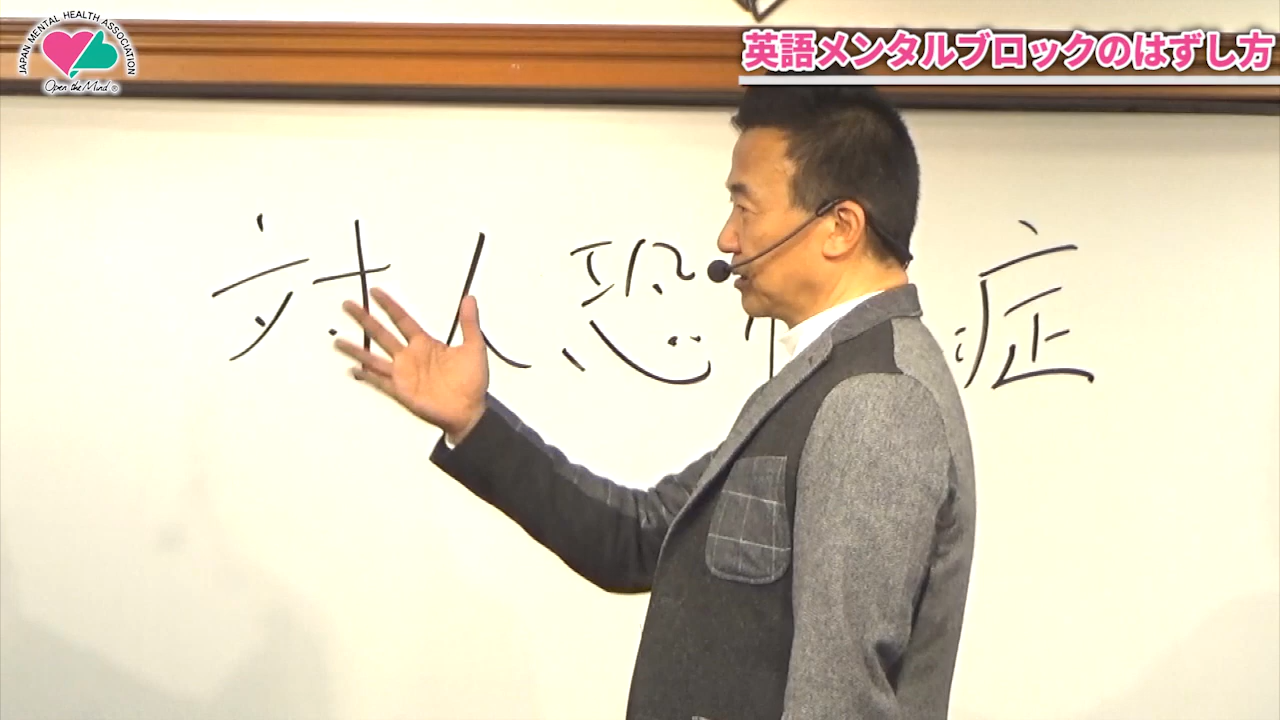 JAPAN MENTAL HEALTH ASSOCIATION
Open the Mind ®
英語メンタルブロックのはずし方
対人恐 症